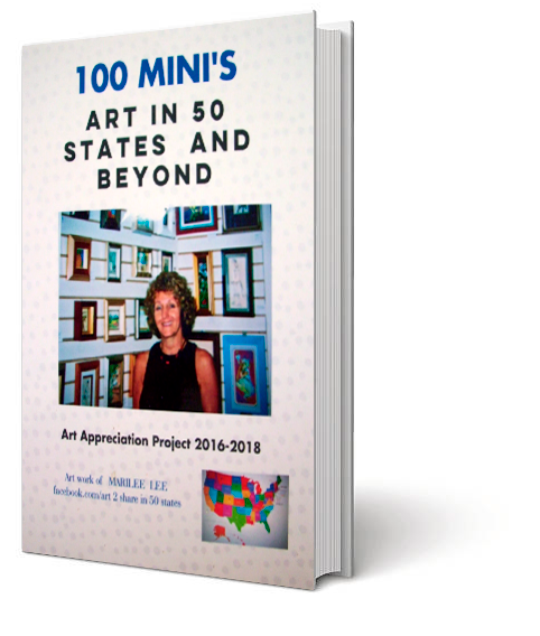 100 MINI'S
ART IN 50
STATES AND
BEYOND
Art Appreciation Project 2016-2018
Art work of MARILEE LEE
facebook.com/art 2 share in 50 states